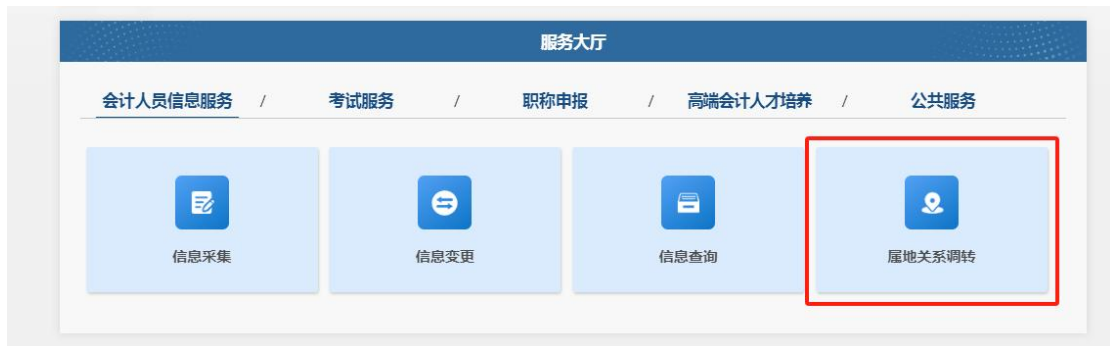 服务大厅
会计人员信息服务 / 考试服务 / 职称申报 / 高端会计人才培养 / 公共服务
信息采集 信息变更 信息查询 属地关系调转